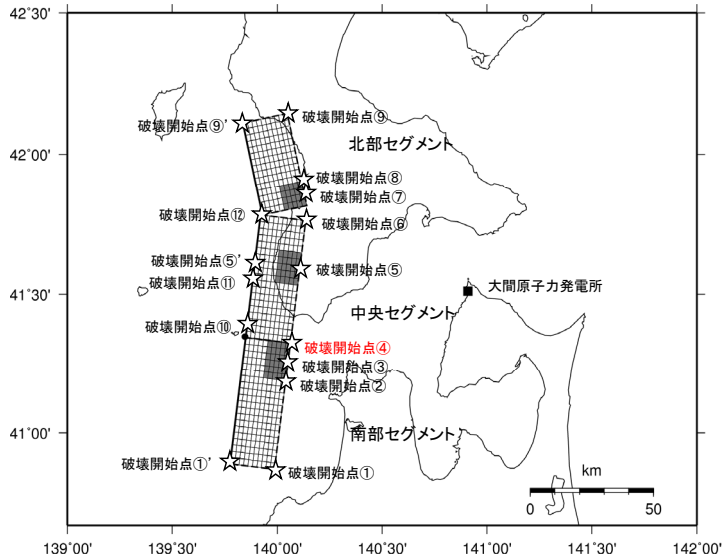 42˚30'
破壊開始点⑨'
破壊開始点⑨
北部セグメント
42˚00'
破壊開始点⑧
破壊開始点⑦
破壊開始点⑫
破壊開始点⑥
破壊開始点⑤'
破壊開始点⑤
破壊開始点⑪
大間原子力発電所
41˚30'
中央セグメント
破壊開始点⑩
破壊開始点④
破壊開始点③
破壊開始点②
41˚00'
南部セグメント
破壊開始点①'
破壊開始点①
km
0
50
139˚00'
139˚30'
140˚00'
140˚30'
141˚00'
141˚30'
142˚00'